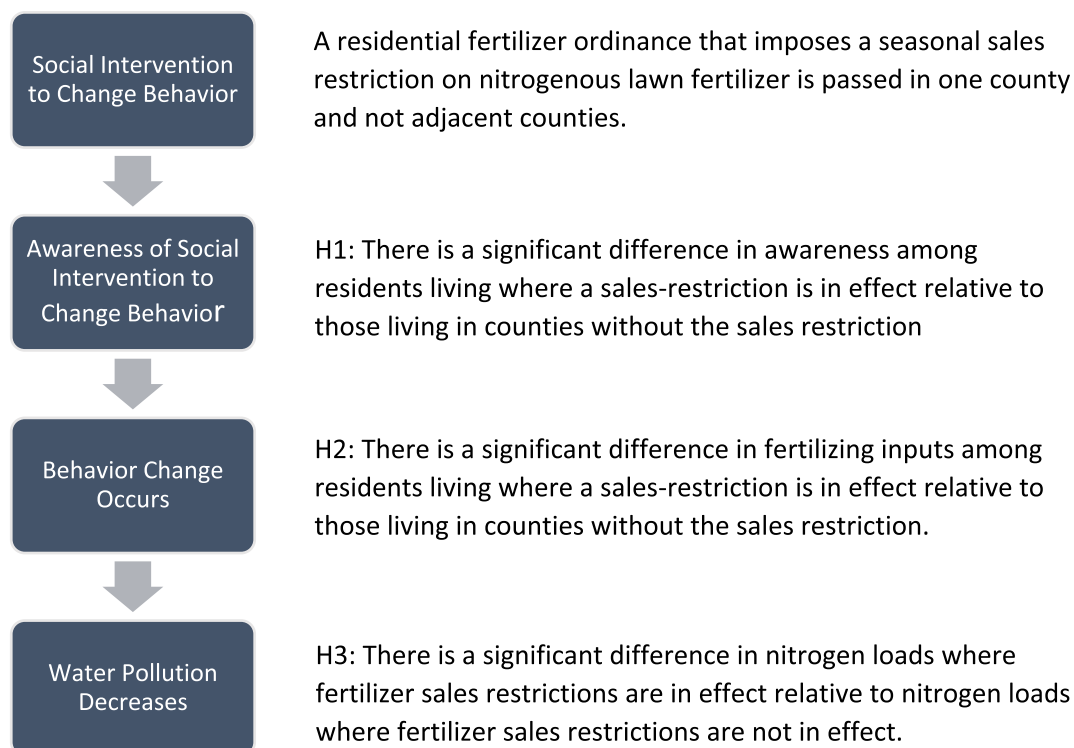 Social Intervention
to Change Behavior
A residential fertilizer ordinance that imposes a seasonal sales
restriction on nitrogenous lawn fertilizer is passed in one county
and not adjacent counties.
Awareness of Social
Intervention to
Change Behavior
H1: There is a significant difference in awareness among
residents living where a sales-restriction is in effect relative to
those living in counties without the sales restriction
Behavior Change
Occurs
H2: There is a significant difference in fertilizing inputs among
residents living where a sales-restriction is in effect relative to
those living in counties without the sales restriction.
Water Pollution
Decreases
H3: There is a significant difference in nitrogen loads where
fertilizer sales restrictions are in effect relative to nitrogen loads
where fertilizer sales restrictions are not in effect.